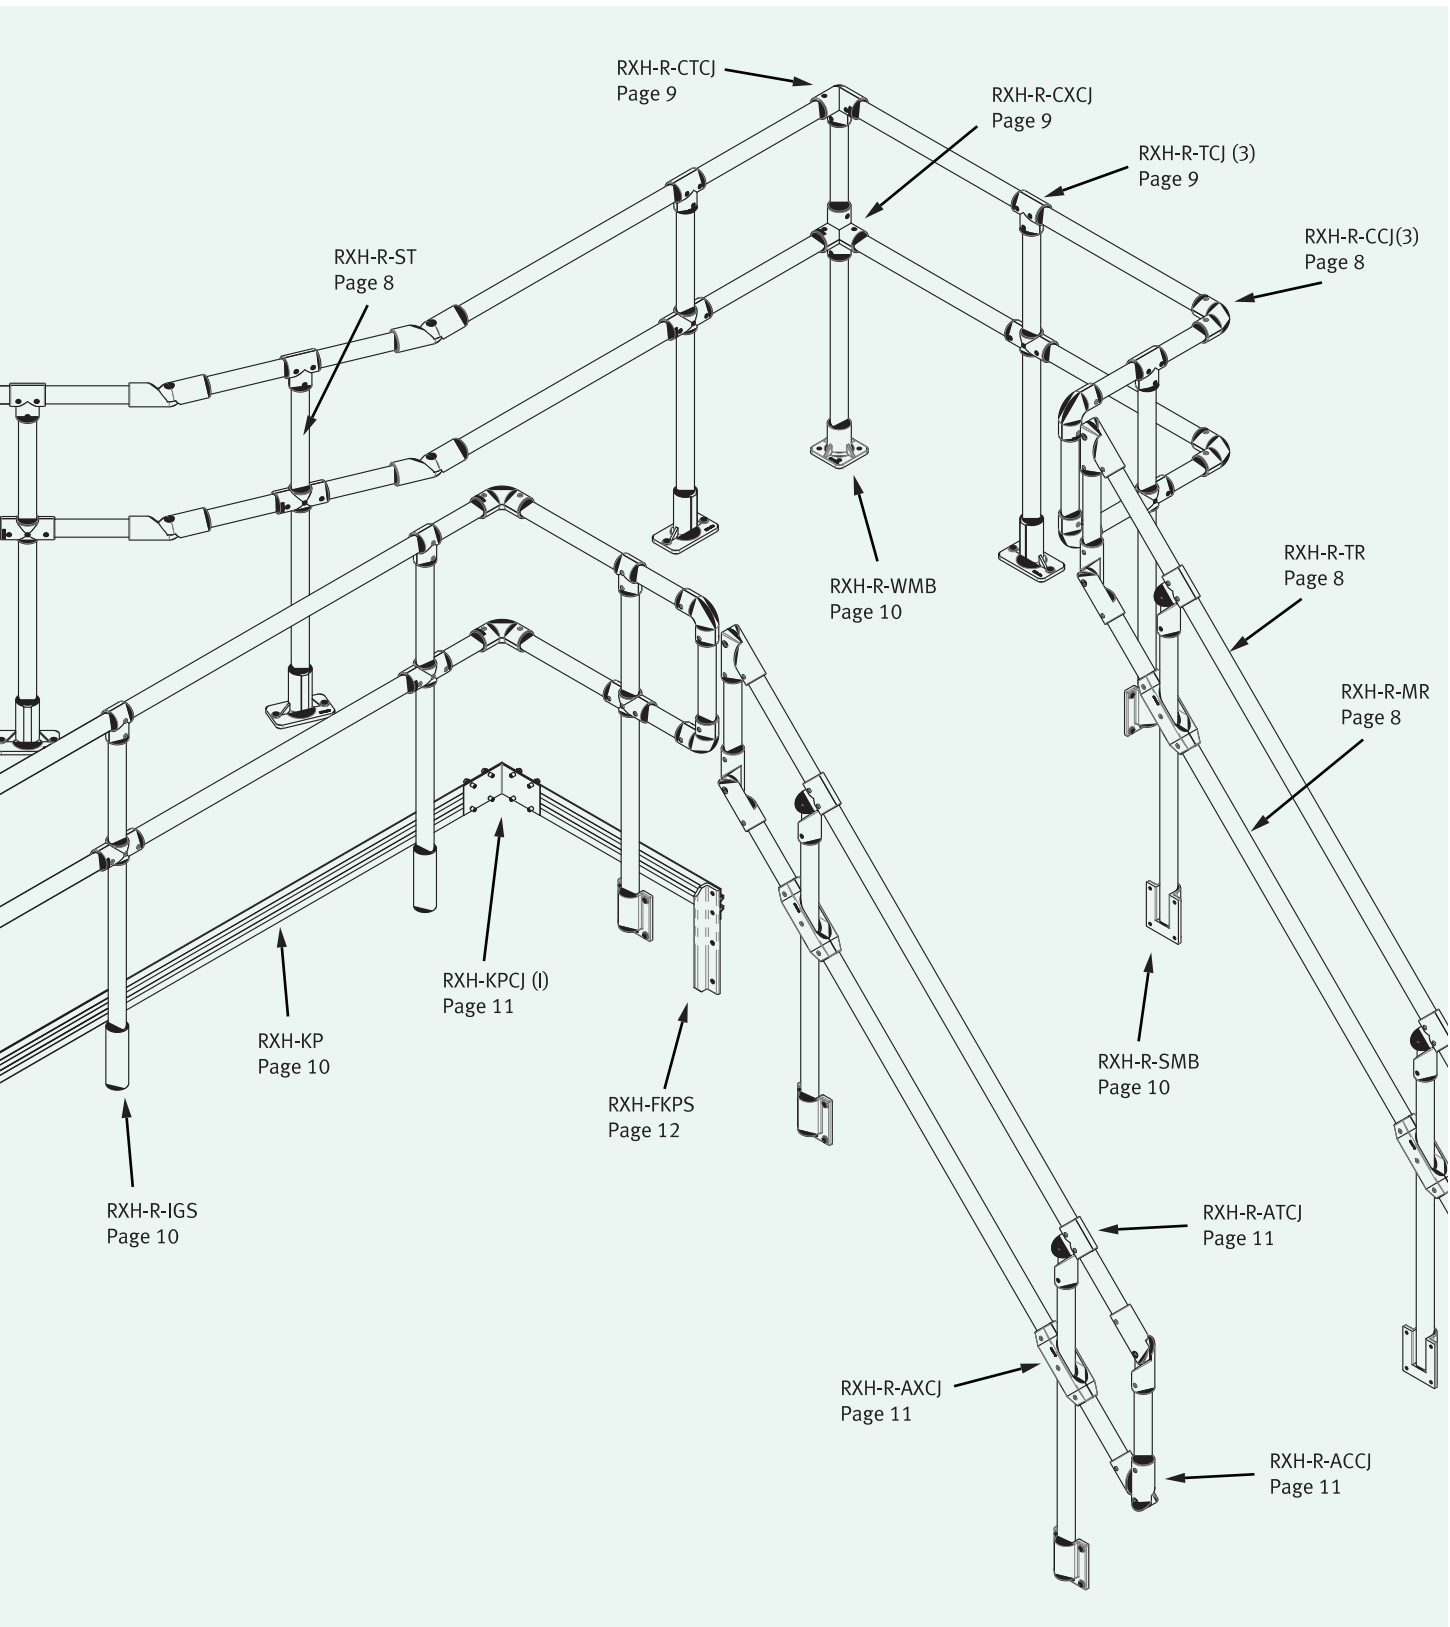 RXH-R-CTCJ
Page 9
RXH-R-CXCJ
Page 9
RXH-R-TCJ (3)
Page 9
RXH-R-CCJ(3)
Page 8
RXH-R-ST
Page 8
RXH-R-WMB
Page 10
RXH-R-TR
Page 8
RXH-R-MR
Page 8
RXH-KPCJ (I)
Page 11
RXH-KP
Page 10
RXH-R-SMB
Page 10
RXH-FKPS
Page 12
RXH-R-IGS
Page 10
RXH-R-ATCJ
Page 11
RXH-R-AXCJ
Page 11
RXH-R-ACCJ
Page 11